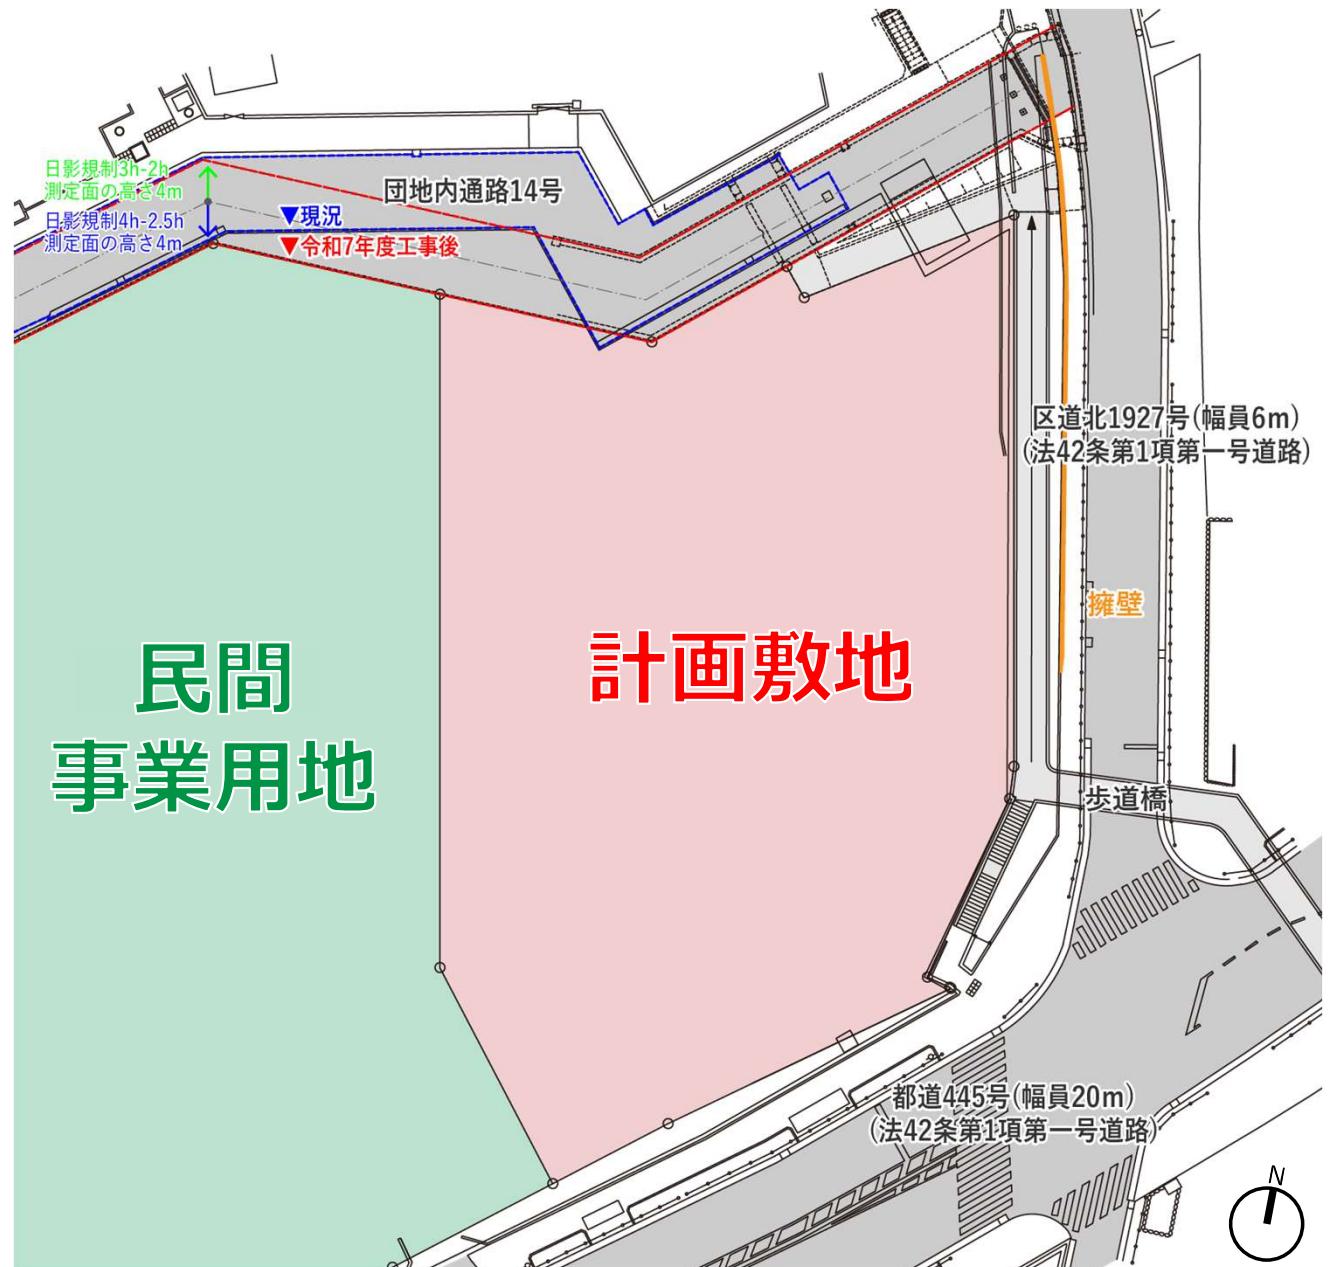 日影規制3h-2h
測定面の高さ4m
日影規制4h-2.5h
測定面の高さ4m
団地内通路14号
▼現況
▼令和7年度工事後
区道北1927号(幅員6m)
(法42条第1項第一号道路)
擁壁
民間
事業用地
計画敷地
歩道橋
都道445号(幅員20m)
(法42条第1項第一号道路)
N